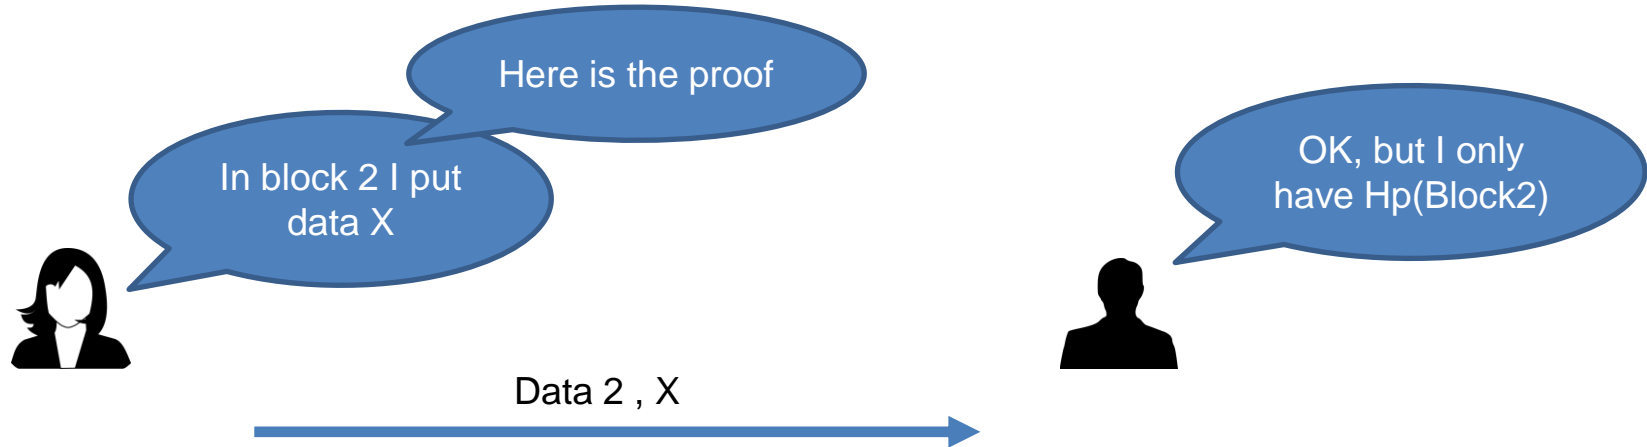 Here is the proof
In block 2 I put
data X
OK, but I only
have Hp(Block2)
Data 2 , X